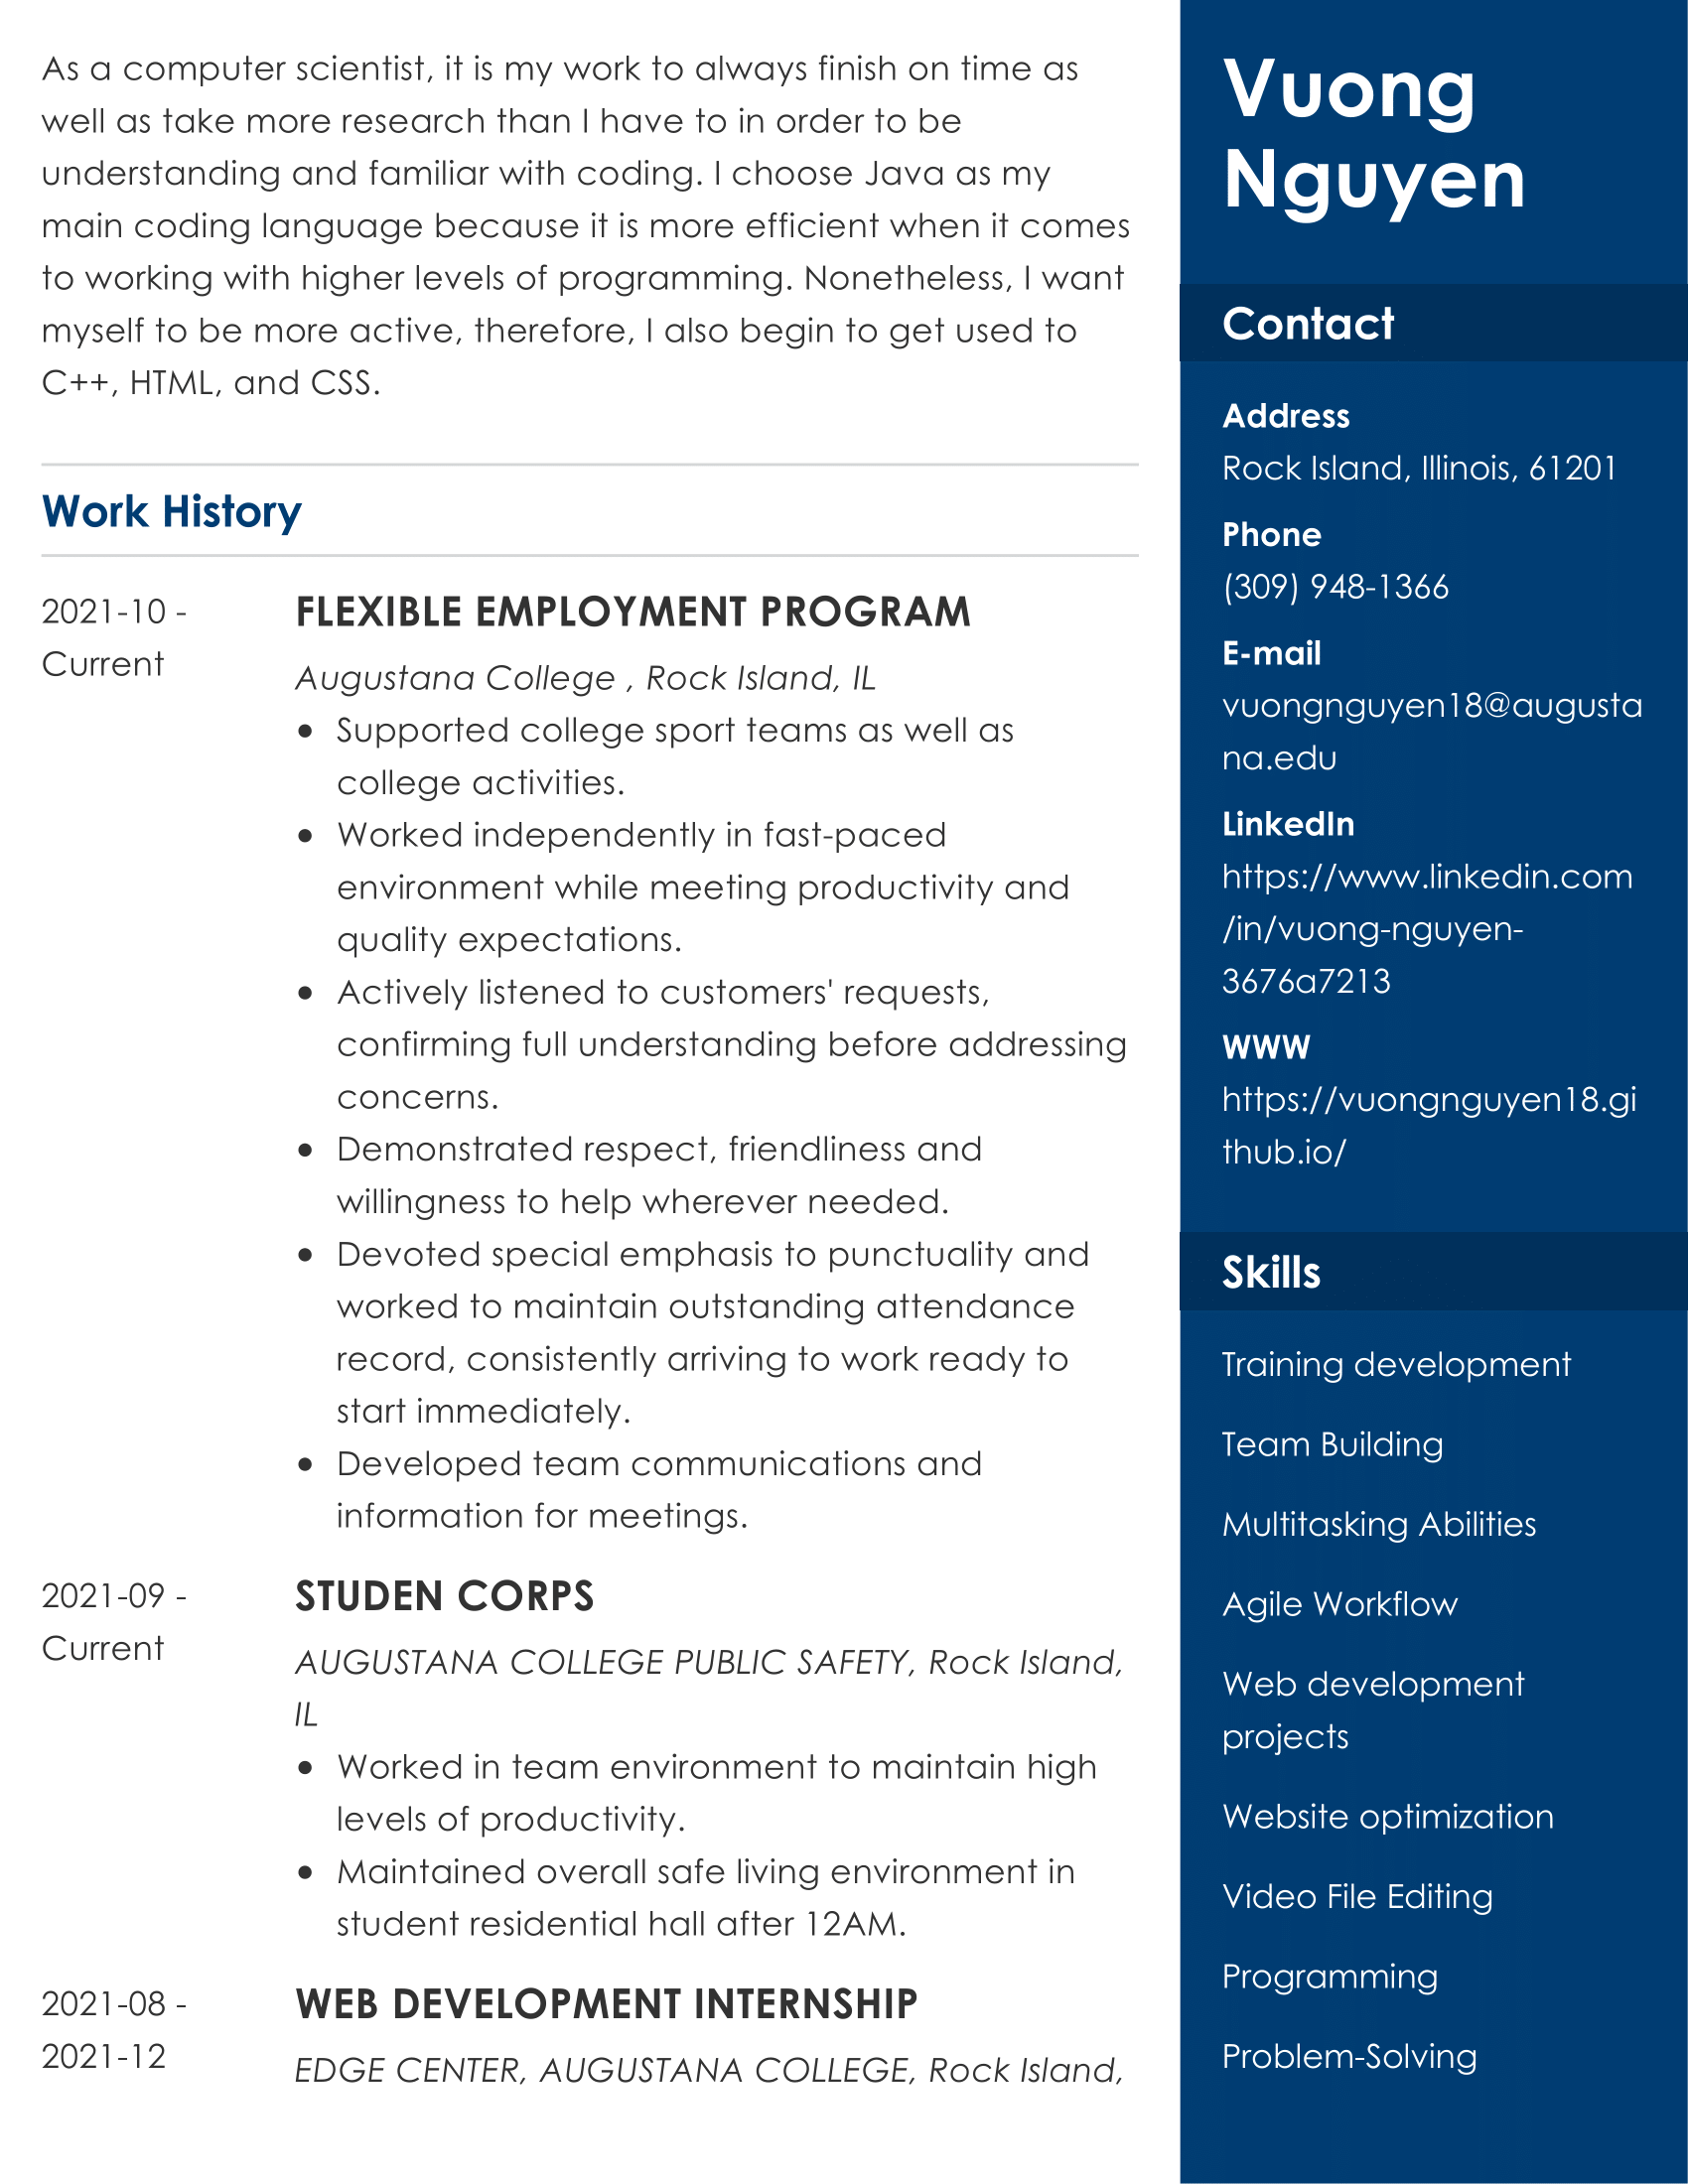 As a computer scientist, it is my work to always finish on time as
well as take more research than I have to in order to be
understanding and familiar with coding. I choose Java as my
main coding language because it is more efficient when it comes
to working with higher levels of programming. Nonetheless, I want
myself to be more active, therefore, I also begin to get used to
C++, HTML, and CSS.
Work History
2021-10 -
Current
FLEXIBLE EMPLOYMENT PROGRAM
Augustana College , Rock Island, IL
• Supported college sport teams as well as
college activities.
• Worked independently in fast-paced
environment while meeting productivity and
quality expectations.
• Actively listened to customers' requests,
confirming full understanding before addressing
concerns.
• Demonstrated respect, friendliness and
willingness to help wherever needed.
• Devoted special emphasis to punctuality and
worked to maintain outstanding attendance
record, consistently arriving to work ready to
start immediately.
• Developed team communications and
information for meetings.
2021-09 -
Current
STUDEN CORPS
AUGUSTANA COLLEGE PUBLIC SAFETY, Rock Island,
IL
• Worked in team environment to maintain high
levels of productivity.
• Maintained overall safe living environment in
student residential hall after 12AM.
2021-08 -
2021-12
WEB DEVELOPMENT INTERNSHIP
EDGE CENTER, AUGUSTANA COLLEGE, Rock Island,
Vuong
Nguyen
Contact
Address
Rock Island, Illinois, 61201
Phone
(309) 948-1366
E-mail
vuongnguyen18@augusta
na.edu
LinkedIn
https://www.linkedin.com
/in/vuong-nguyen-
3676a7213
WWW
https://vuongnguyen18.gi
thub.io/
Skills
Training development
Team Building
Multitasking Abilities
Agile Workflow
Web development
projects
Website optimization
Video File Editing
Programming
Problem-Solving